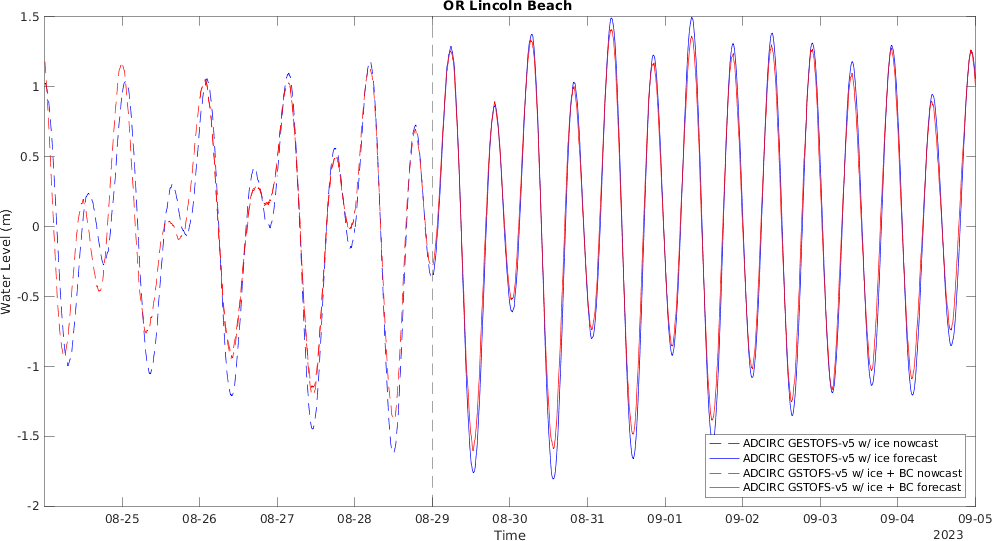 OR Lincoln Beach
1.5
1
0.5
0
-0.5
-1
-1.5
-2
Water Level (m)
ADCIRC GESTOFS-v5 w/ ice nowcast
ADCIRC GESTOFS-v5 w/ ice forecast
ADCIRC GSTOFS-v5 w/ ice + BC nowcast
ADCIRC GSTOFS-v5 w/ ice + BC forecast
08-25 08-26 08-27 08-28 08-29 08-30 08-31 09-01 09-02 09-03 09-04 09-05
Time
2023